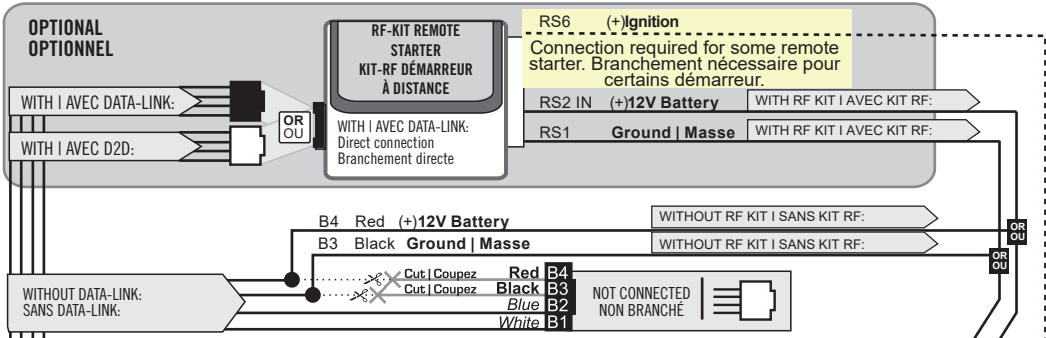 OPTIONAL
OPTIONNEL
RF-KIT REMOTE
STARTER
KIT-RF DÉMARREUR
À DISTANCE
RS6 (+)Ignition
Connection required for some remote
starter. Branchement nécessaire pour
certains démarreur.
WITH | AVEC DATA-LINK:
OR
OU
WITH | AVEC D2D:
WITH | AVEC DATA-LINK:
Direct connection
Branchement directe
RS2 IN (+)12V Battery WITH RF KIT I AVEC KIT RF:
RS1 Ground | Masse WITH RF KIT I AVEC KIT RF:
B4 Red (+)12V Battery WITHOUT RF KIT I SANS KIT RF:
OR
OU
B3 Black Ground | Masse WITHOUT RF KIT I SANS KIT RF:
OR
OU
WITHOUT DATA-LINK:
SANS DATA-LINK:
Cut | Coupez Red B4
Cut | Coupez Black B3
Blue B2
White B1
NOT CONNECTED
NON BRANCHÉ